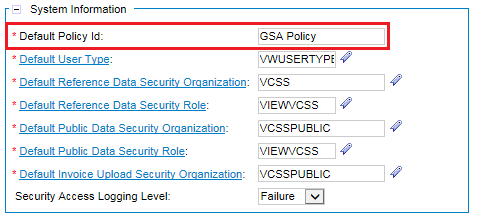 System Information
* Default Policy Id: GSA Policy
* Default User Type: VWUSERTYPE
* Default Reference Data Security Organization: VCSS
* Default Reference Data Security Role: VIEWVCSS
* Default Public Data Security Organization: VCSSPUBLIC
* Default Public Data Security Role: VIEWVCSS
* Default Invoice Upload Security Organization: VCSSPUBLIC
Security Access Logging Level: Failure